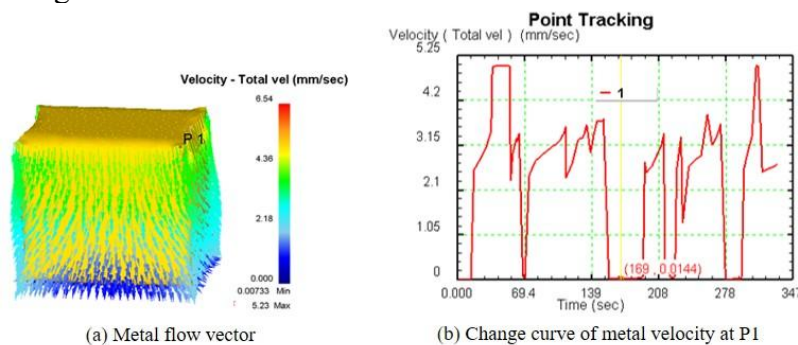 Velocity - Total vel (mm/sec)
6.54
4.36
2.18
0.000
0.00733 Min
5.23 Max
P 1
(a) Metal flow vector
Point Tracking
Velocity ( Total vel ) (mm/sec)
5.25
4.2
3.15
2.1
1.05
0
1
(169 , 0.0144)
0.000 69.4 139 208 278 347
Time (sec)
(b) Change curve of metal velocity at P1